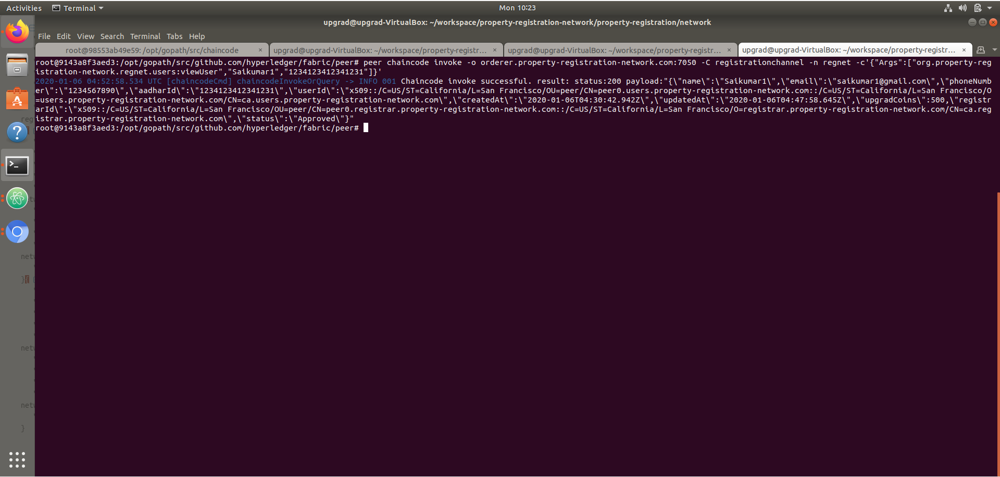 Activities Terminal Mon 10:23
upgrad@upgrad-VirtualBox: ~/workspace/property-registration-network/property-registration/network
File Edit View Search Terminal Tabs Help
root@98553ab49e59: /opt/gopath/src/chaincode × upgrad@upgrad-VirtualBox: ~/workspace/property-registr... × upgrad@upgrad-VirtualBox: ~/workspace/property-registr... × upgrad@upgrad-VirtualBox: ~/workspace/property-registr... ×
root@9143a8f3aed3:/opt/gopath/src/github.com/hyperledger/fabric/peer# peer chaincode invoke -o orderer.property-registration-network.com:7050 -C registrationchannel -n regnet -c'{"Args":["org.property-reg
istration-network.regnet.users:viewUser","Saikumar1","1234123412341231"]}'
2020-01-06 04:52:58.534 UTC [chaincodeCmd] chaincodeInvokeOrQuery -> INFO 001 Chaincode invoke successful. result: status:200 payload:"{\"name\":\"Saikumar1\",\"email\":\"saikumar1@gmail.com\",\"phoneNumb
er\":\"1234567890\",\"aadharId\":\"1234123412341231\",\"userId\":\"x509::/C=US/ST=California/L=San Francisco/OU=peer/CN=peer0.users.property-registration-network.com::/C=US/ST=California/L=San Francisco/O
=users.property-registration-network.com/CN=ca.users.property-registration-network.com\",\"createdAt\":\"2020-01-06T04:30:42.942Z\",\"updatedAt\":\"2020-01-06T04:47:58.645Z\",\"upgradCoins\":500,\"registr
arId\":\"x509::/C=US/ST=California/L=San Francisco/OU=peer/CN=peer0.registrar.property-registration-network.com::/C=US/ST=California/L=San Francisco/O=registrar.property-registration-network.com/CN=ca.reg
istrar.property-registration-network.com\",\"status\":\"Approved\"}"
root@9143a8f3aed3:/opt/gopath/src/github.com/hyperledger/fabric/peer#